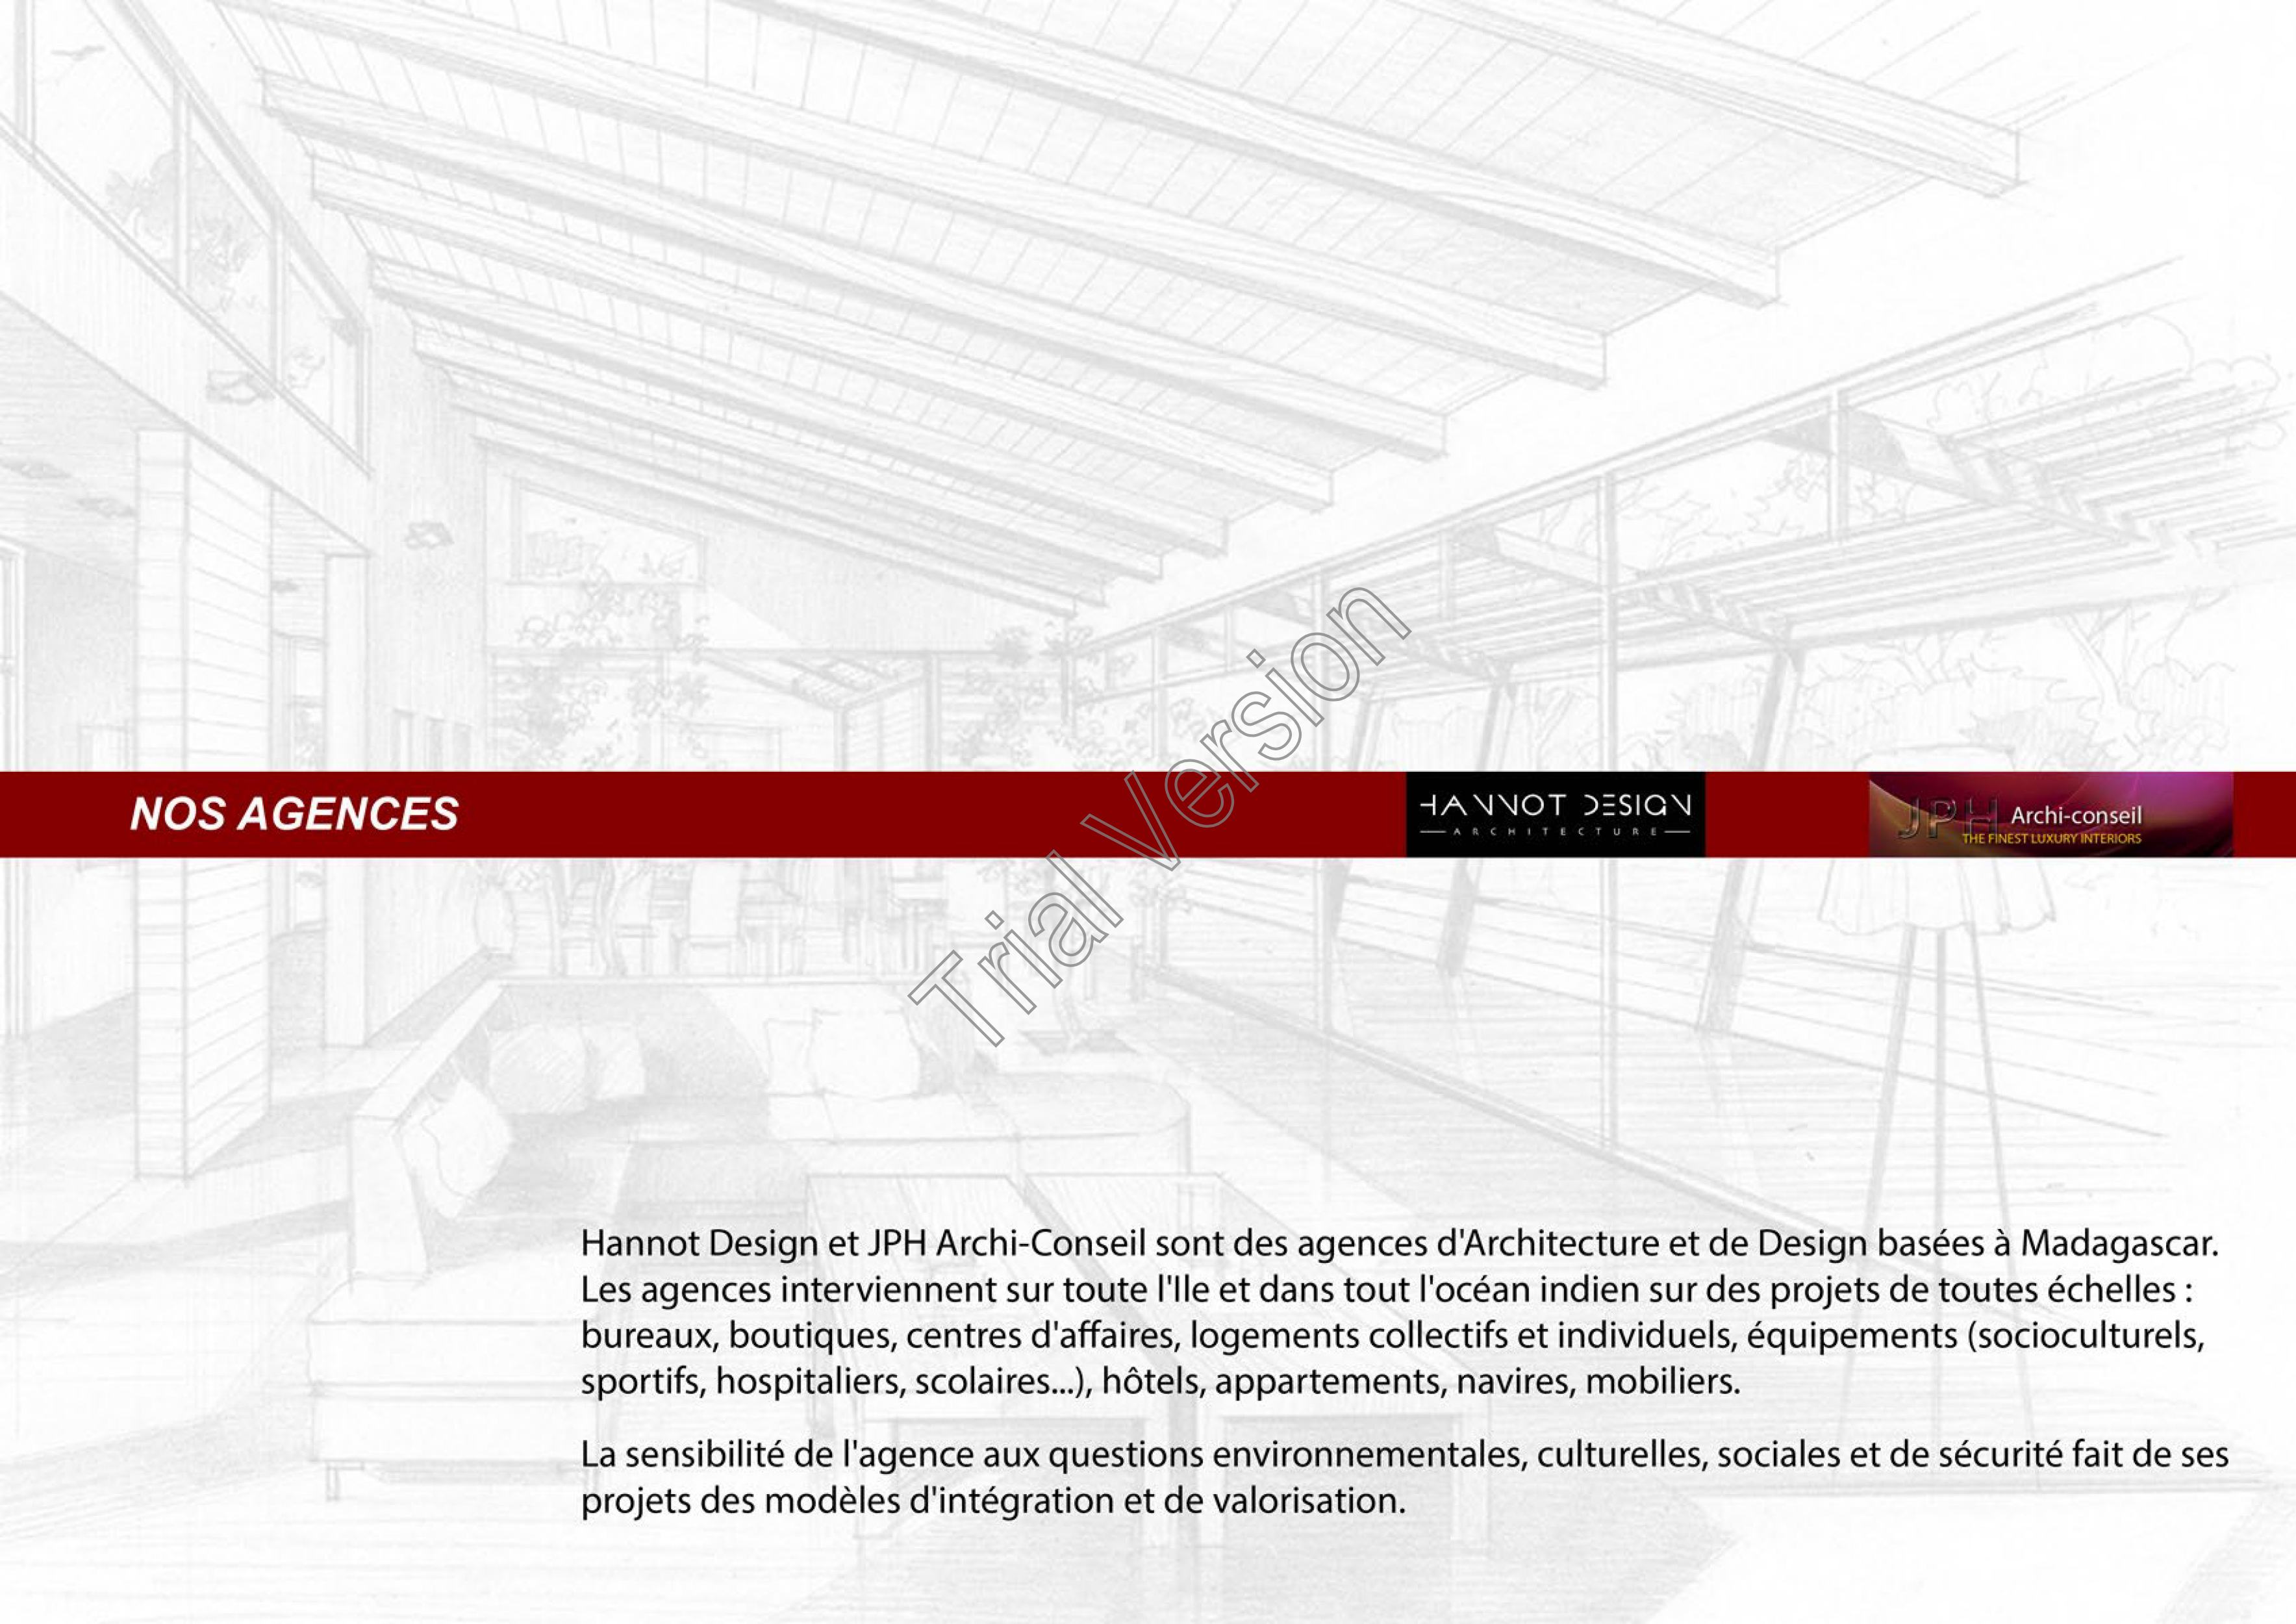 NOS AGENCES
HANNOT DESIGN
ARCHITECTURE
JPH Archi-conseil
THE FINEST LUXURY INTERIORS
Trial Version
Hannot Design et JPH Archi-Conseil sont des agences d'Architecture et de Design basées à Madagascar.
Les agences interviennent sur toute l'Ile et dans tout l'océan indien sur des projets de toutes échelles :
bureaux, boutiques, centres d'affaires, logements collectifs et individuels, équipements (socioculturels,
sportifs, hospitaliers, scolaires...), hôtels, appartements, navires, mobiliers.
La sensibilité de l'agence aux questions environnementales, culturelles, sociales et de sécurité fait de ses
projets des modèles d'intégration et de valorisation.